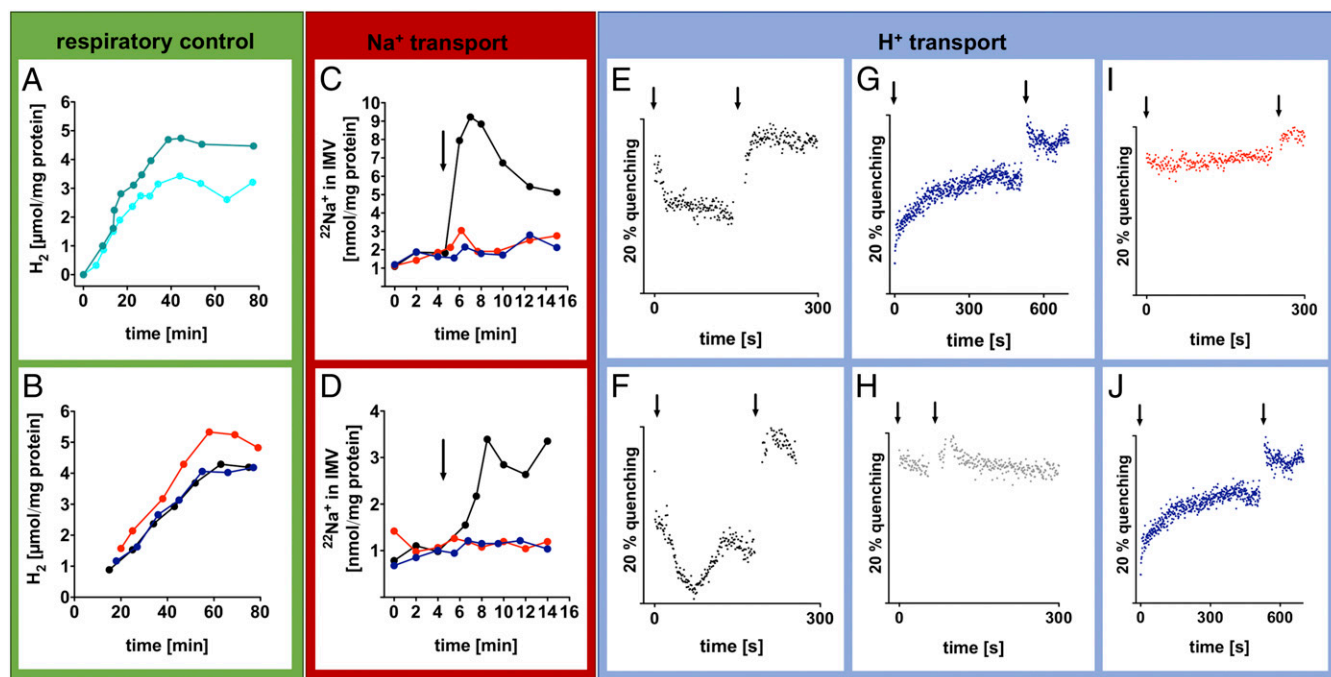 respiratory control
Na⁺ transport
H⁺ transport
A
H₂ [µmol/mg protein]
6
5
4
3
2
1
0
0 20 40 60 80
time [min]
B
H₂ [µmol/mg protein]
6
5
4
3
2
1
0
0 20 40 60 80
time [min]
C
²²Na⁺ in IMV
[nmol/mg protein]
10
9
8
7
6
5
4
3
2
1
0 2 4 6 8 10 12 14 16
time [min]
D
²²Na⁺ in IMV
[nmol/mg protein]
4
3
2
1
0 2 4 6 8 10 12 14 16
time [min]
E
20 % quenching
0 300
time [s]
F
20 % quenching
0 300
time [s]
G
20 % quenching
0 300 600
time [s]
H
20 % quenching
0 300
time [s]
I
20 % quenching
0 300
time [s]
J
20 % quenching
0 300 600
time [s]